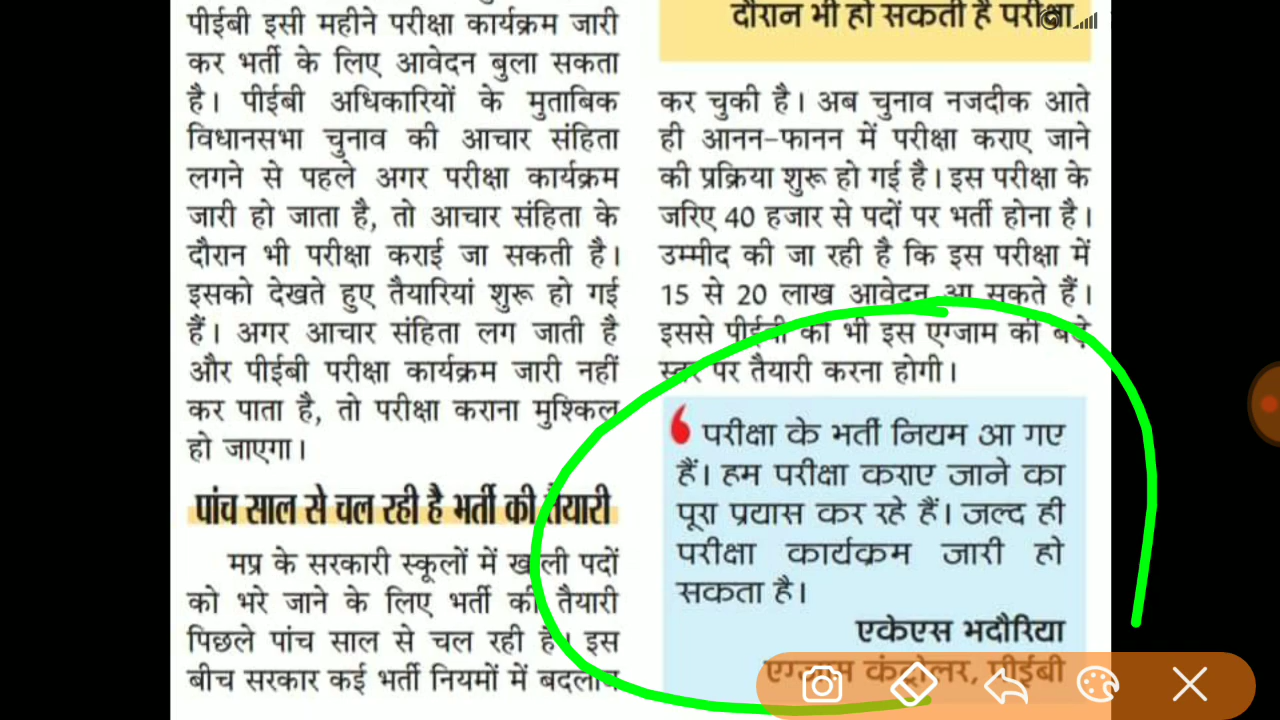 पीईबी इसी महीने परीक्षा कार्यक्रम जारी
कर भर्ती के लिए आवेदन बुला सकता
है। पीईबी अधिकारियों के मुताबिक
विधानसभा चुनाव की आचार संहिता
लगने से पहले अगर परीक्षा कार्यक्रम
जारी हो जाता है, तो आचार संहिता के
दौरान भी परीक्षा कराई जा सकती है।
इसको देखते हुए तैयारियां शुरू हो गई
हैं। अगर आचार संहिता लग जाती है
और पीईबी परीक्षा कार्यक्रम जारी नहीं
कर पाता है, तो परीक्षा कराना मुश्किल
हो जाएगा।
पांच साल से चल रही है भर्ती की तैयारी
मप्र के सरकारी स्कूलों में खाली पदों
को भरे जाने के लिए भर्ती की तैयारी
पिछले पांच साल से चल रही है। इस
बीच सरकार कई भर्ती नियमों में बदलाव
दौरान भी हो सकती है परीक्षा
कर चुकी है। अब चुनाव नजदीक आते
ही आनन-फानन में परीक्षा कराए जाने
की प्रक्रिया शुरू हो गई है। इस परीक्षा के
जरिए 40 हजार से पदों पर भर्ती होना है।
उम्मीद की जा रही है कि इस परीक्षा में
15 से 20 लाख आवेदन आ सकते हैं।
इससे पीईबी को भी इस एग्जाम की बड़े
स्तर पर तैयारी करना होगी।
परीक्षा के भर्ती नियम आ गए
हैं। हम परीक्षा कराए जाने का
पूरा प्रयास कर रहे हैं। जल्द ही
परीक्षा कार्यक्रम जारी हो
सकता है।
एकेएस भदौरिया
एग्जाम कंट्रोलर, पीईबी